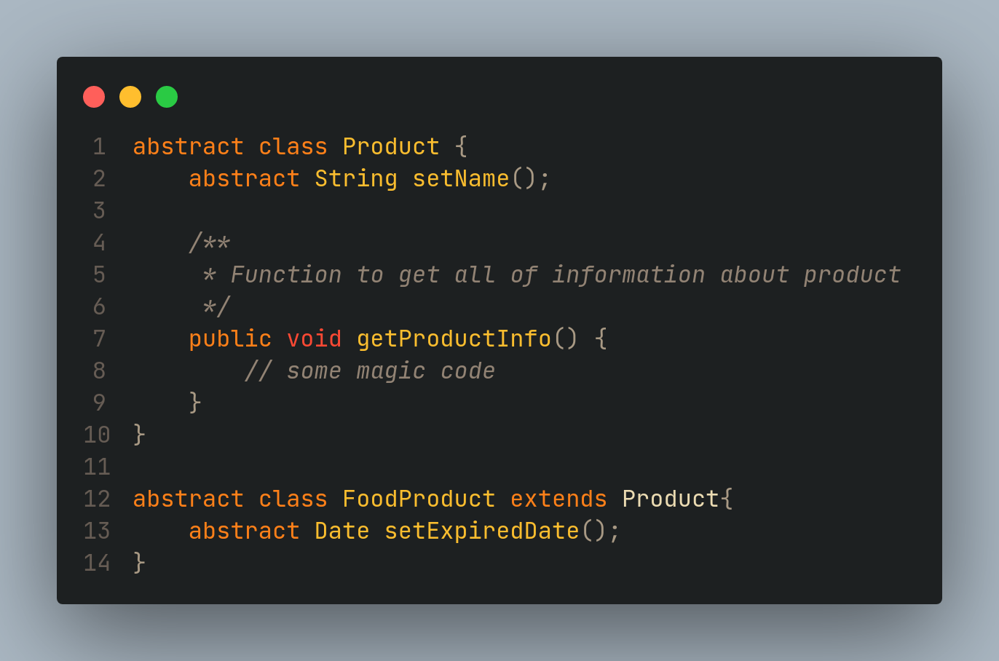 1 abstract class Product {
2     abstract String setName();
3
4     /**
5      * Function to get all of information about product
6      */
7     public void getProductInfo() {
8         // some magic code
9     }
10 }
11
12 abstract class FoodProduct extends Product{
13     abstract Date setExpiredDate();
14 }